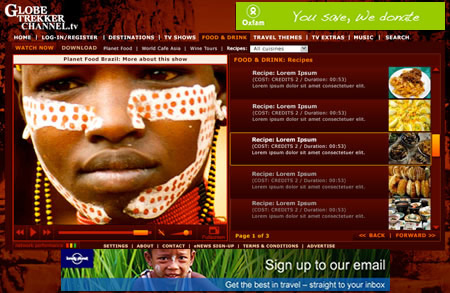 GLOBE
TREKKER
CHANNEL.tv
Oxfam
You save, We donate
HOME | LOG-IN/REGISTER | DESTINATIONS | TV SHOWS | FOOD & DRINK | TRAVEL THEMES | TV EXTRAS | MUSIC | SEARCH
WATCH NOW DOWNLOAD Planet Food | World Cafe Asia | Wine Tours | Recipes: All cuisines
Planet Food Brazil: More about this show
FOOD & DRINK: Recipes
Recipe: Lorem Ipsum
(COST: CREDITS 2 / Duration: 00:53)
Lorem ipsum dolor sit amet consectetuer elit.
Recipe: Lorem Ipsum
(COST: CREDITS 2 / Duration: 00:53)
Lorem ipsum dolor sit amet consectetuer elit.
Recipe: Lorem Ipsum
(COST: CREDITS 2 / Duration: 00:53)
Lorem ipsum dolor sit amet consectetuer elit.
Recipe: Lorem Ipsum
(COST: CREDITS 2 / Duration: 00:53)
Lorem ipsum dolor sit amet consectetuer elit.
Recipe: Lorem Ipsum
(COST: CREDITS 2 / Duration: 00:53)
Lorem ipsum dolor sit amet consectetuer elit.
Page 1 of 3
<< BACK | FORWARD >>
SETTINGS | ABOUT | CONTACT | eNEWS SIGN-UP | TERMS & CONDITIONS | ADVERTISE
lonely planet
Sign up to our email
Get the best in travel – straight to your inbox